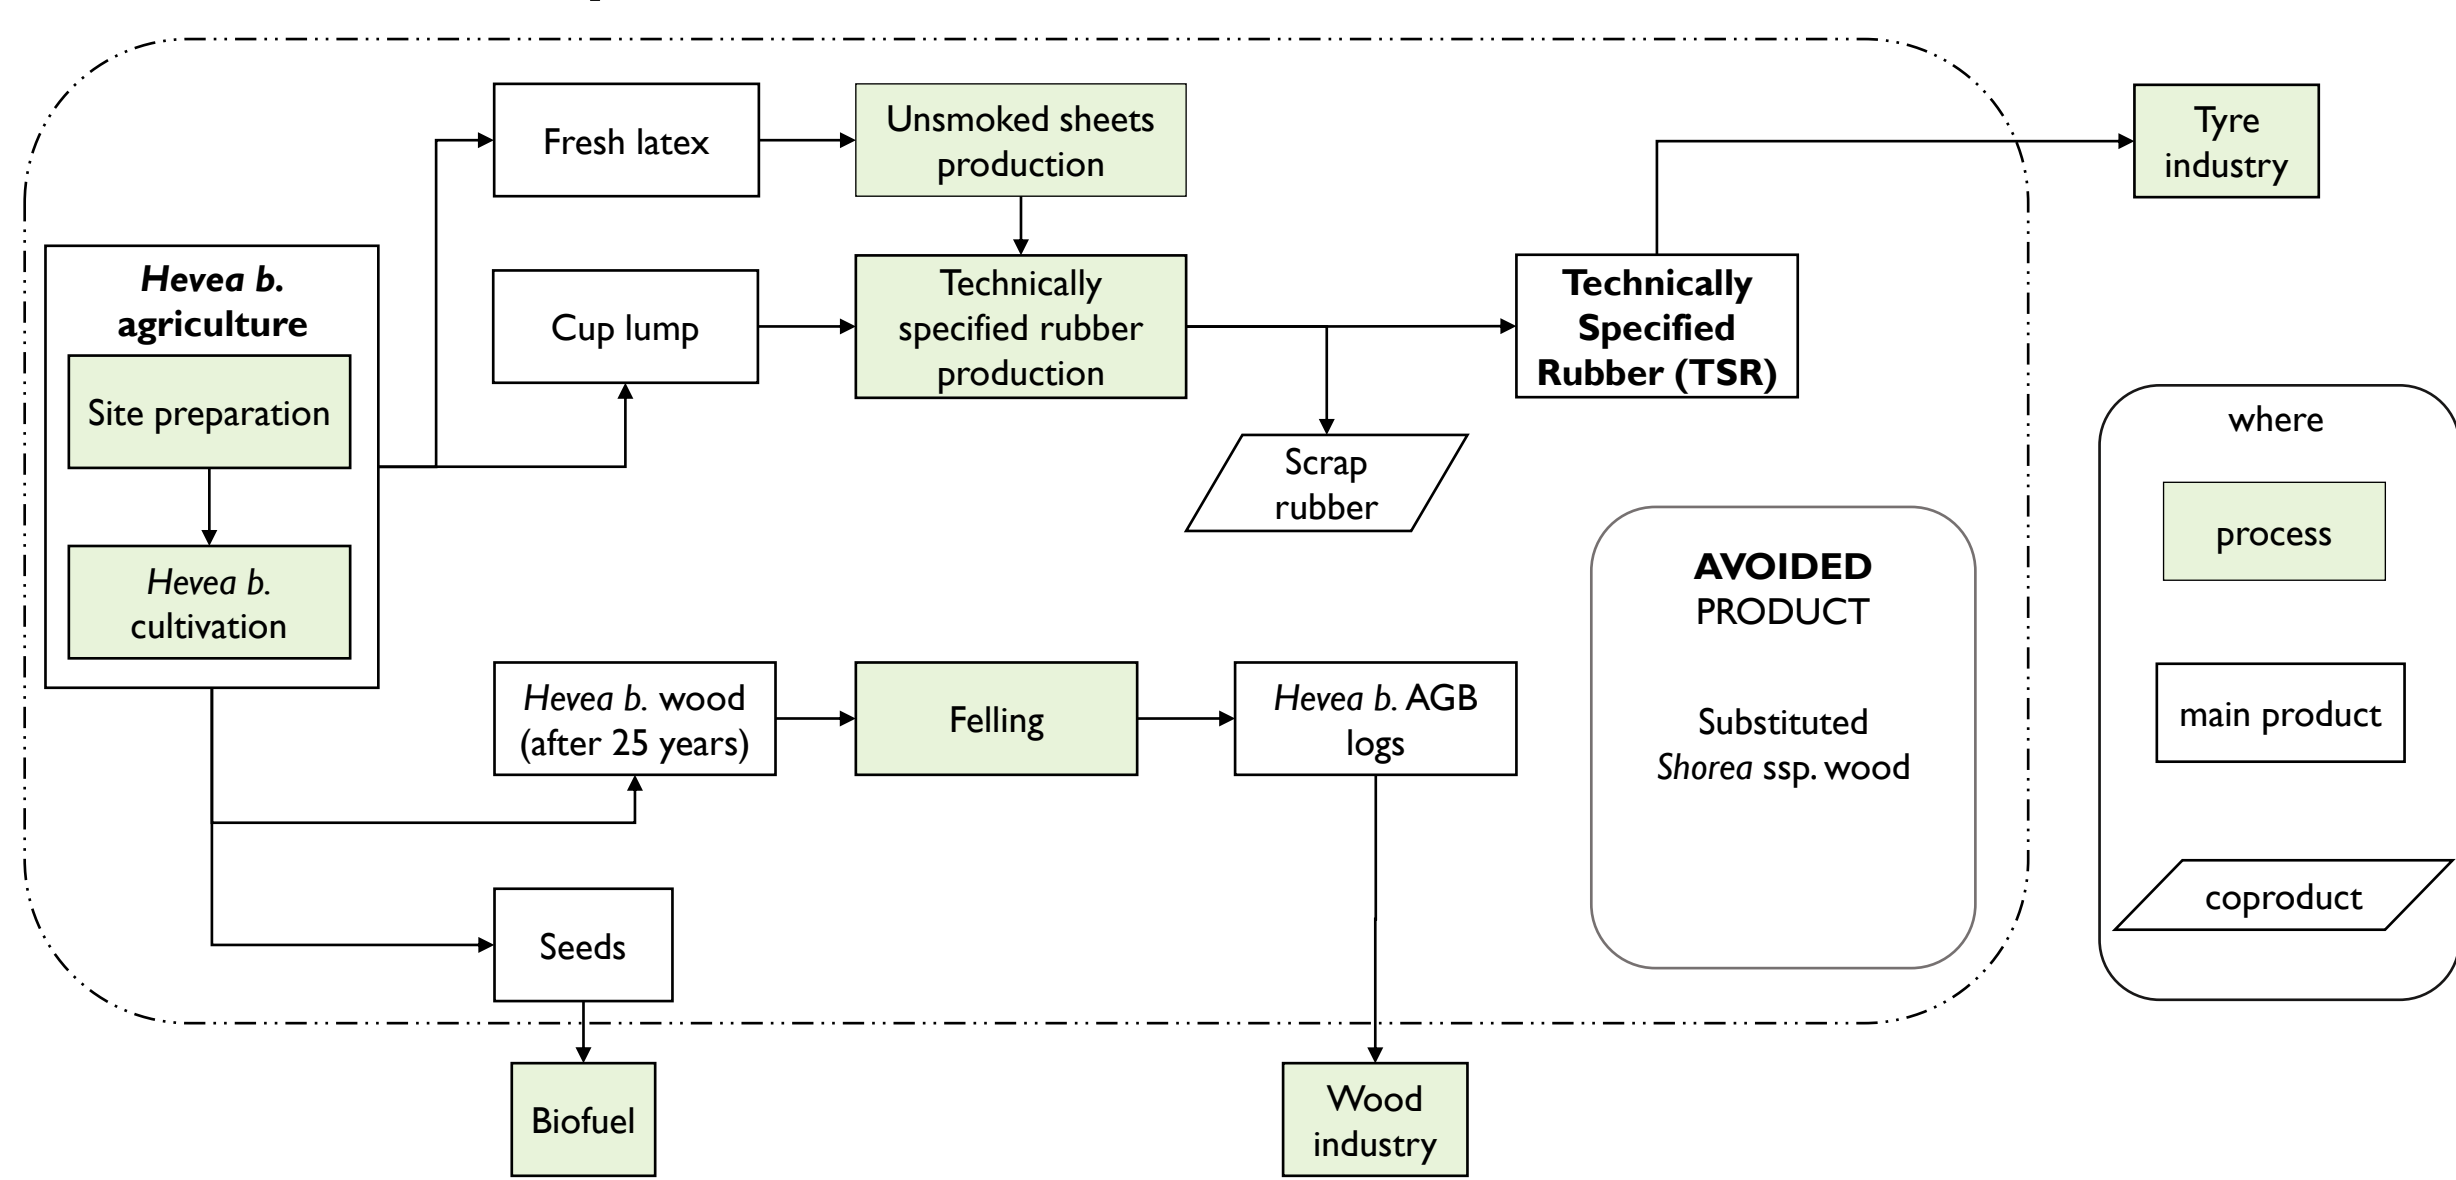 Fresh latex
Unsmoked sheets
production
Tyre
industry
Hevea b.
agriculture
Site preparation
Hevea b.
cultivation
Cup lump
Technically
specified rubber
production
Technically
Specified
Rubber (TSR)
Scrap
rubber
Hevea b. wood
(after 25 years)
Felling
Hevea b. AGB
logs
AVOIDED
PRODUCT
Substituted
Shorea ssp. wood
Seeds
Biofuel
Wood
industry
where
process
main product
coproduct